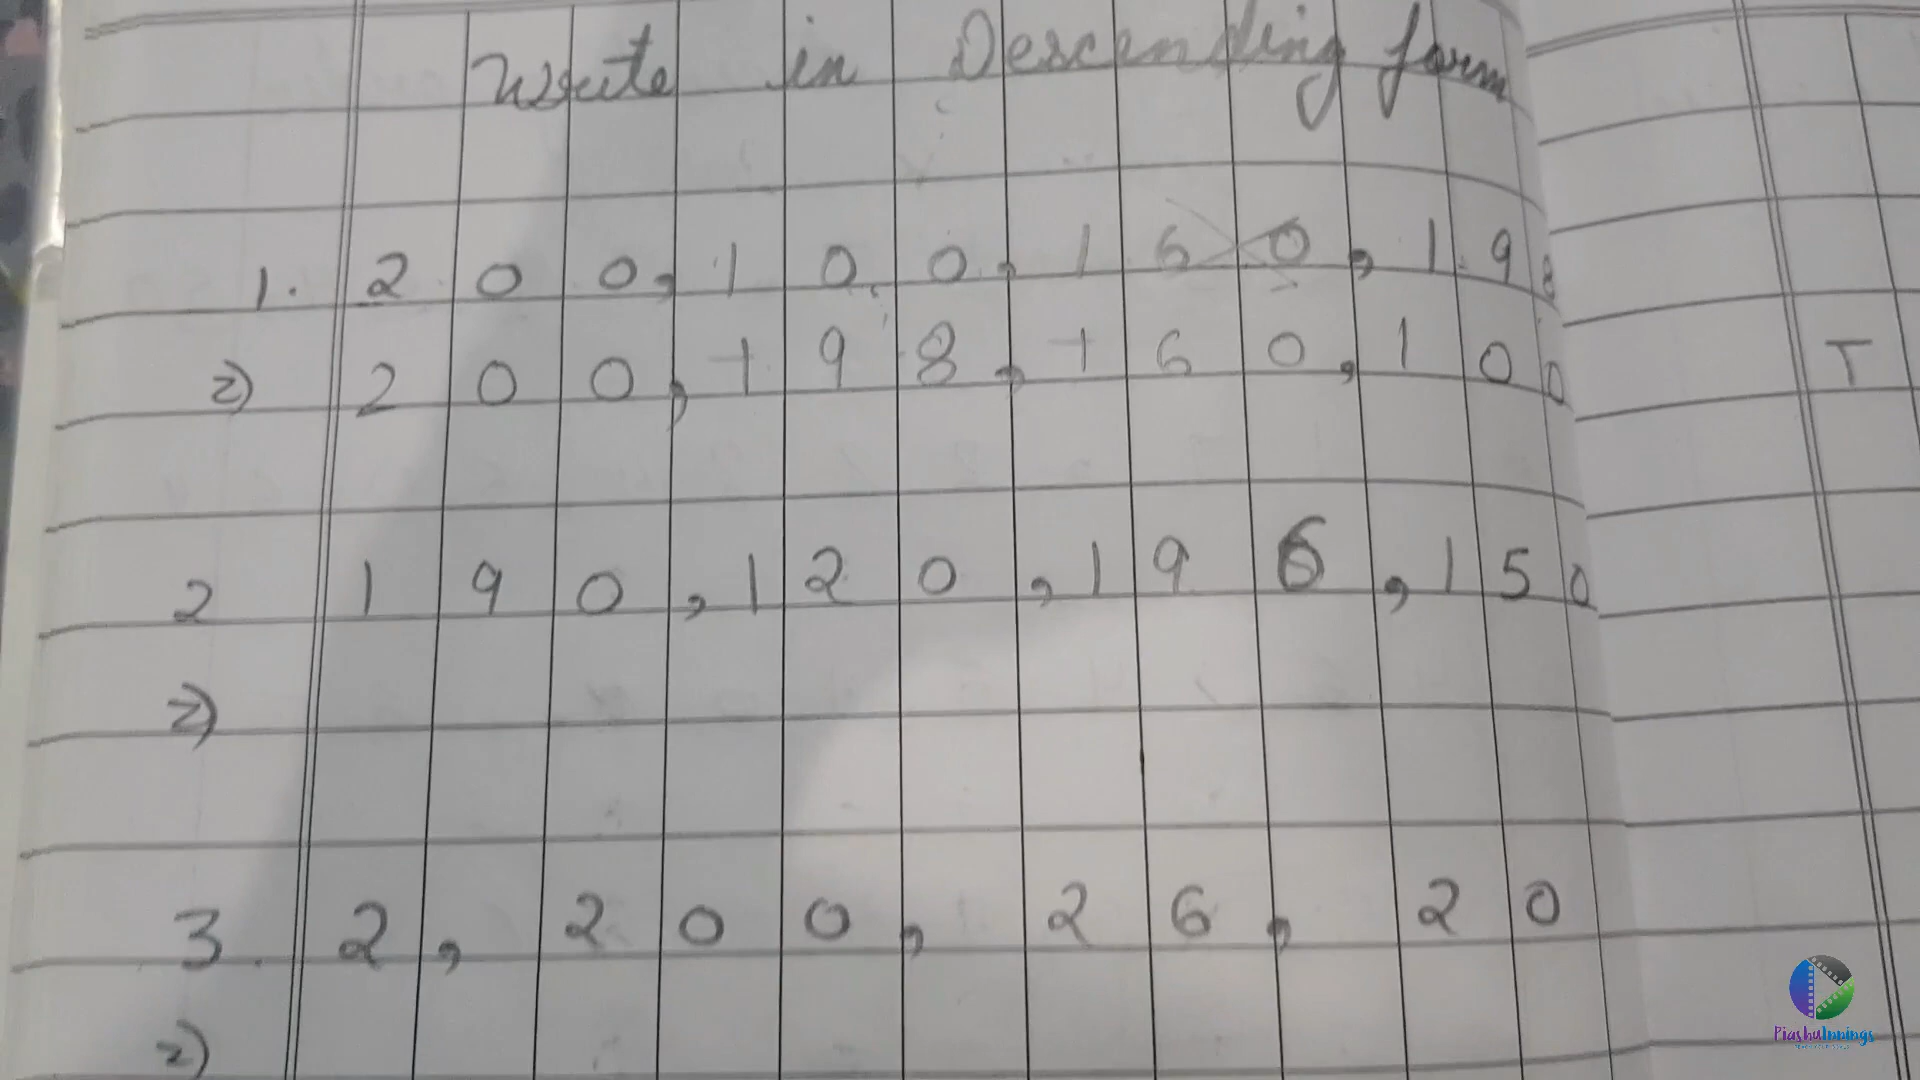 Write in Descending form
1. 200, 100, 160, 198
2) 200, 198, 160, 100
T
2 190, 120, 196, 150
2)
3. 2, 200, 26, 20
2)
PiashuInnings